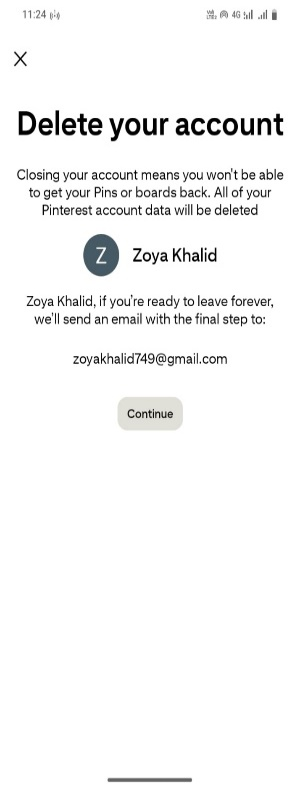 11:24
4G
Delete your account
Closing your account means you won't be able
to get your Pins or boards back. All of your
Pinterest account data will be deleted
Z Zoya Khalid
Zoya Khalid, if you're ready to leave forever,
we'll send an email with the final step to:
zoyakhalid749@gmail.com
Continue